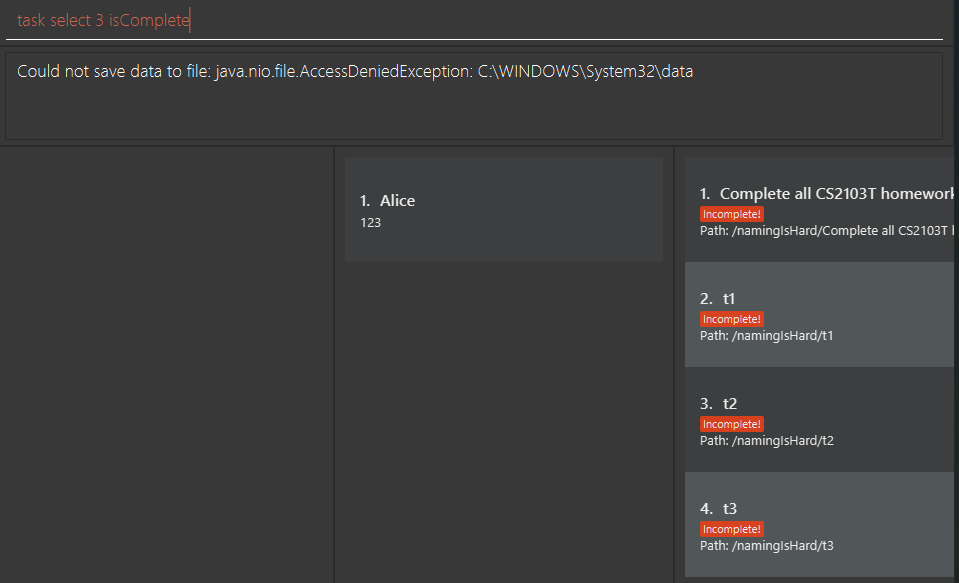 task select 3 isComplete
Could not save data to file: java.nio.file.AccessDeniedException: C:\WINDOWS\System32\data
1. Alice
123
1. Complete all CS2103T homework
Incomplete!
Path: /namingIsHard/Complete all CS2103T
2. t1
Incomplete!
Path: /namingIsHard/t1
3. t2
Incomplete!
Path: /namingIsHard/t2
4. t3
Incomplete!
Path: /namingIsHard/t3